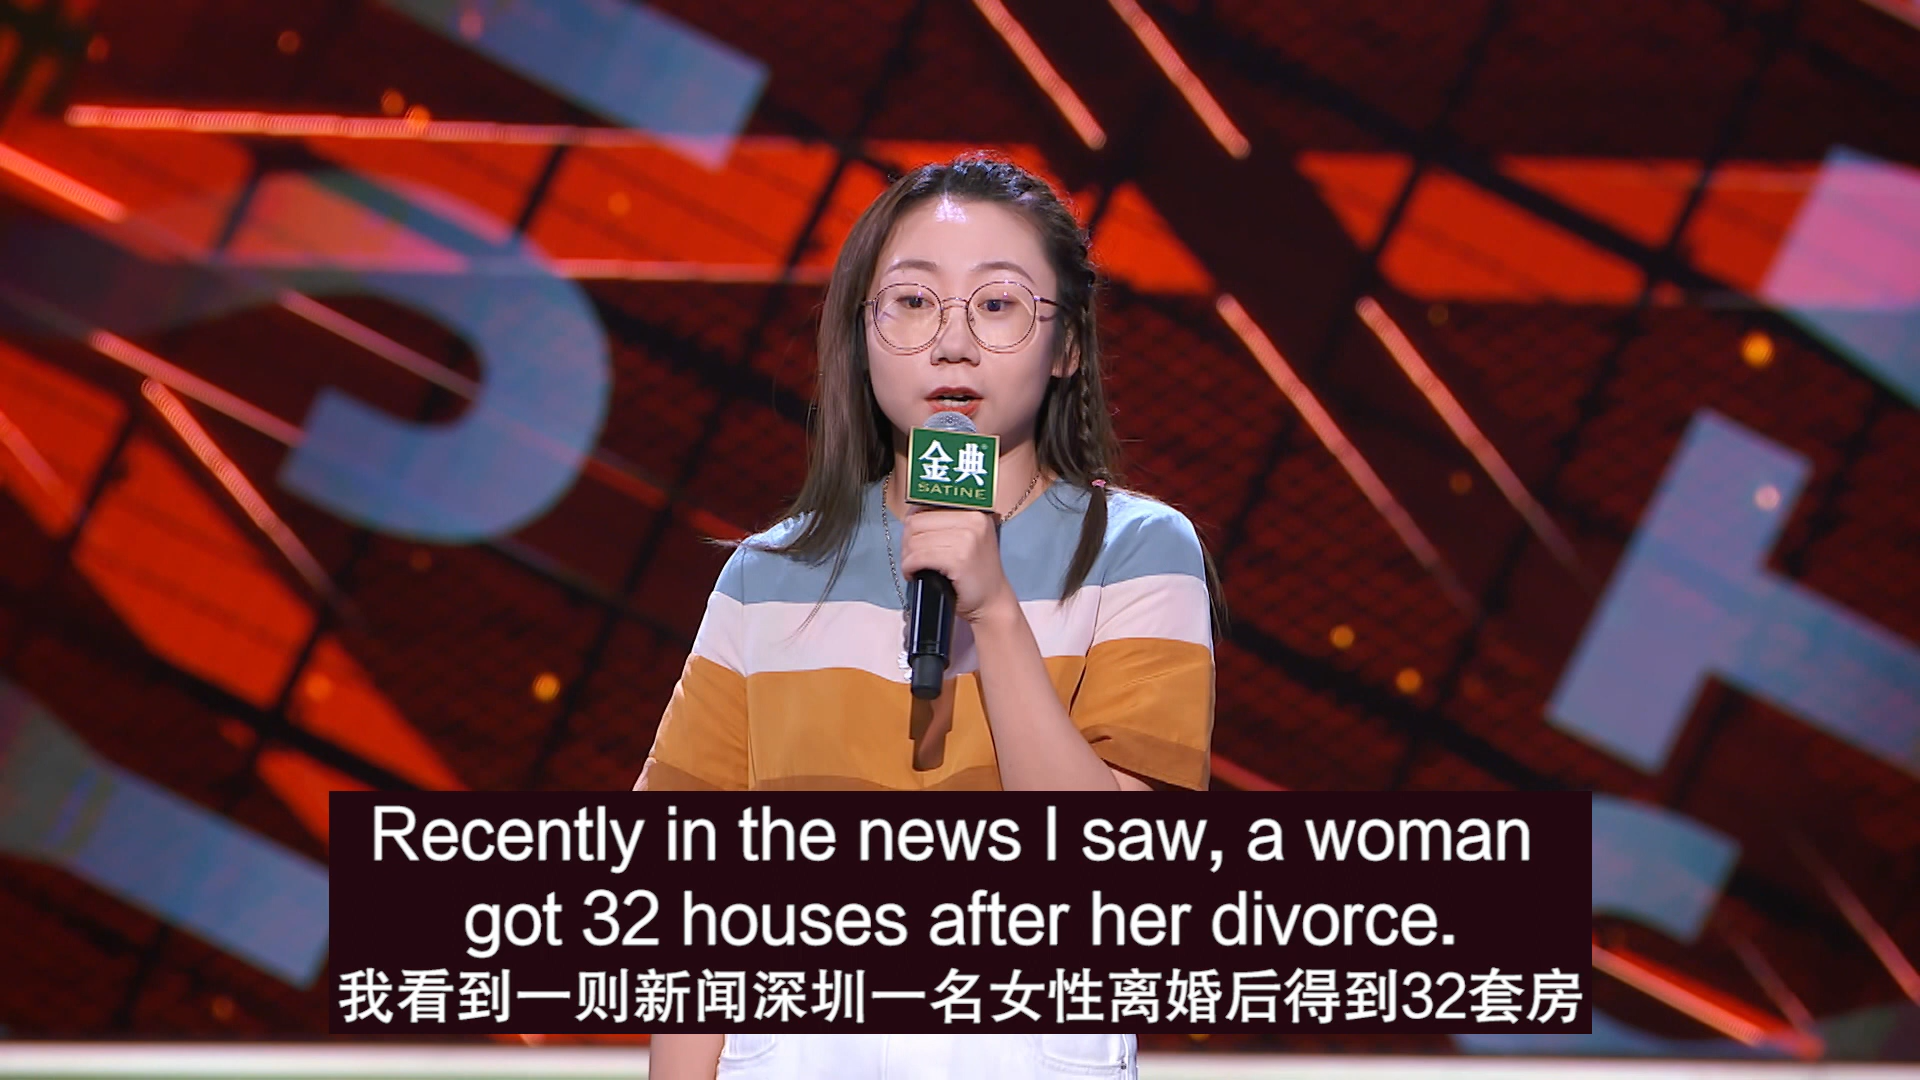 金典®
SATINE
Recently in the news I saw, a woman
got 32 houses after her divorce.
我看到一则新闻深圳一名女性离婚后得到32套房